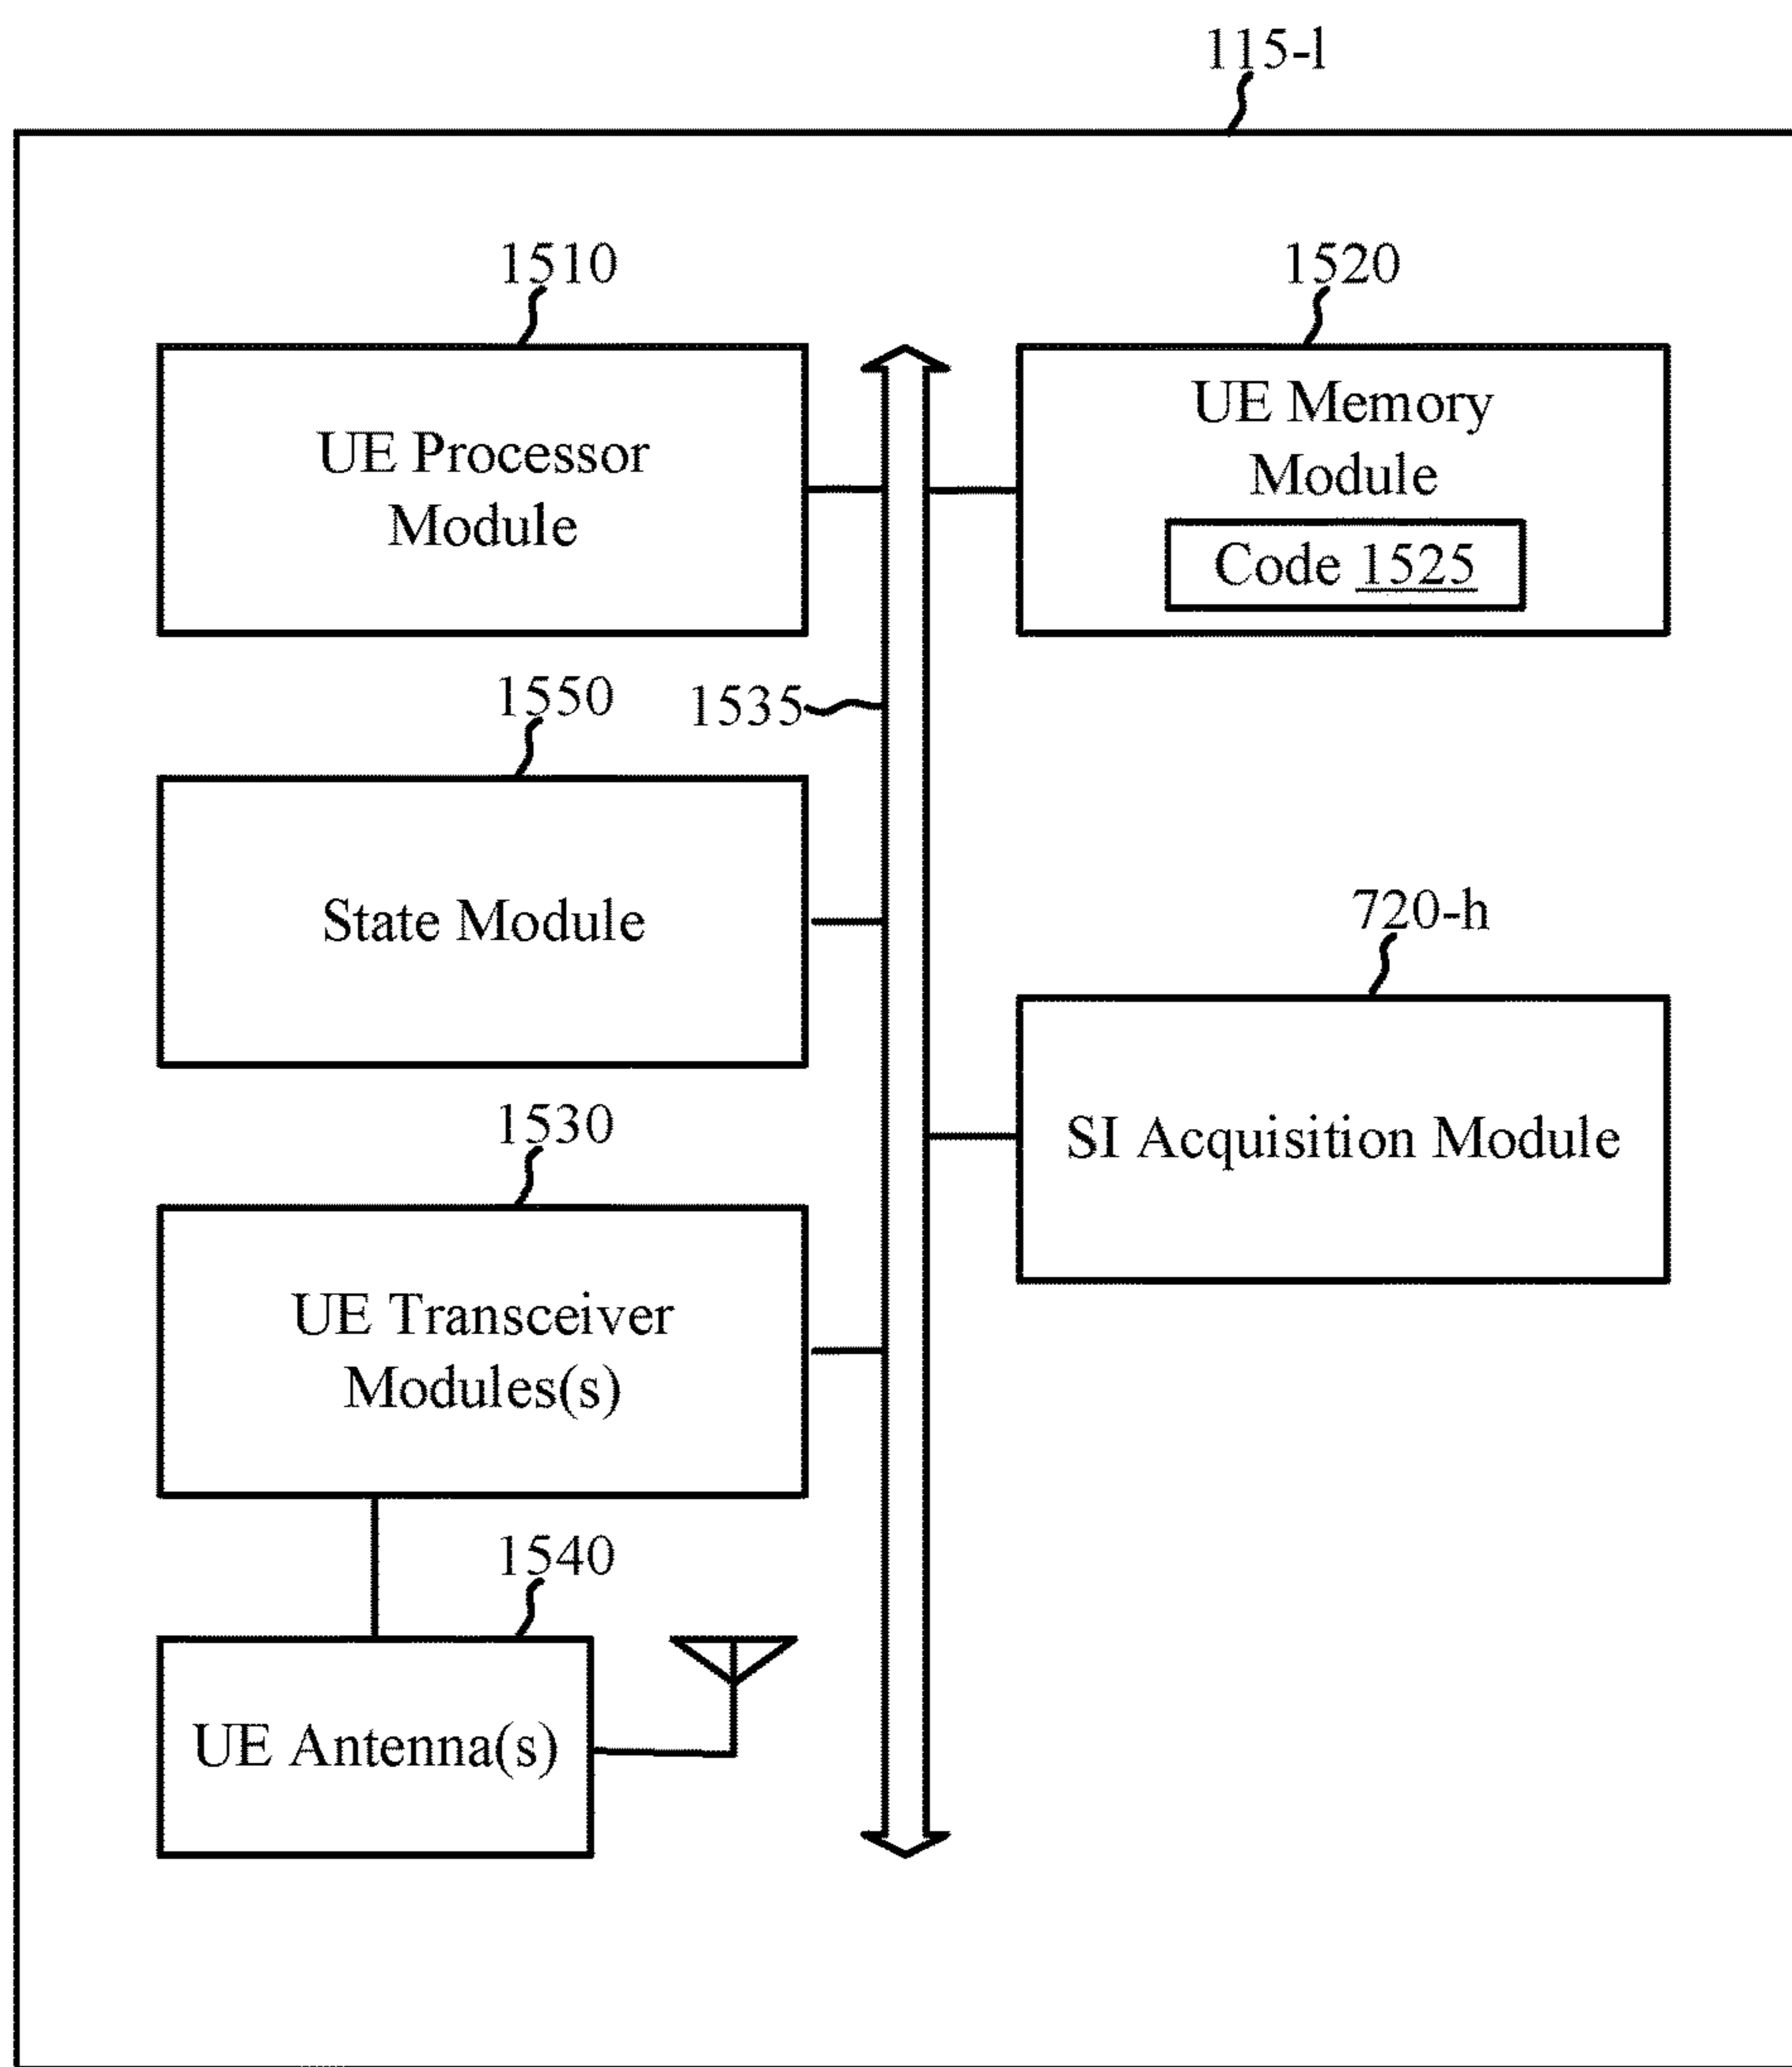 115-l
1510
1520
UE Processor
Module
UE Memory
Module
Code 1525
1550
1535
State Module
720-h
SI Acquisition Module
1530
UE Transceiver
Modules(s)
1540
UE Antenna(s)